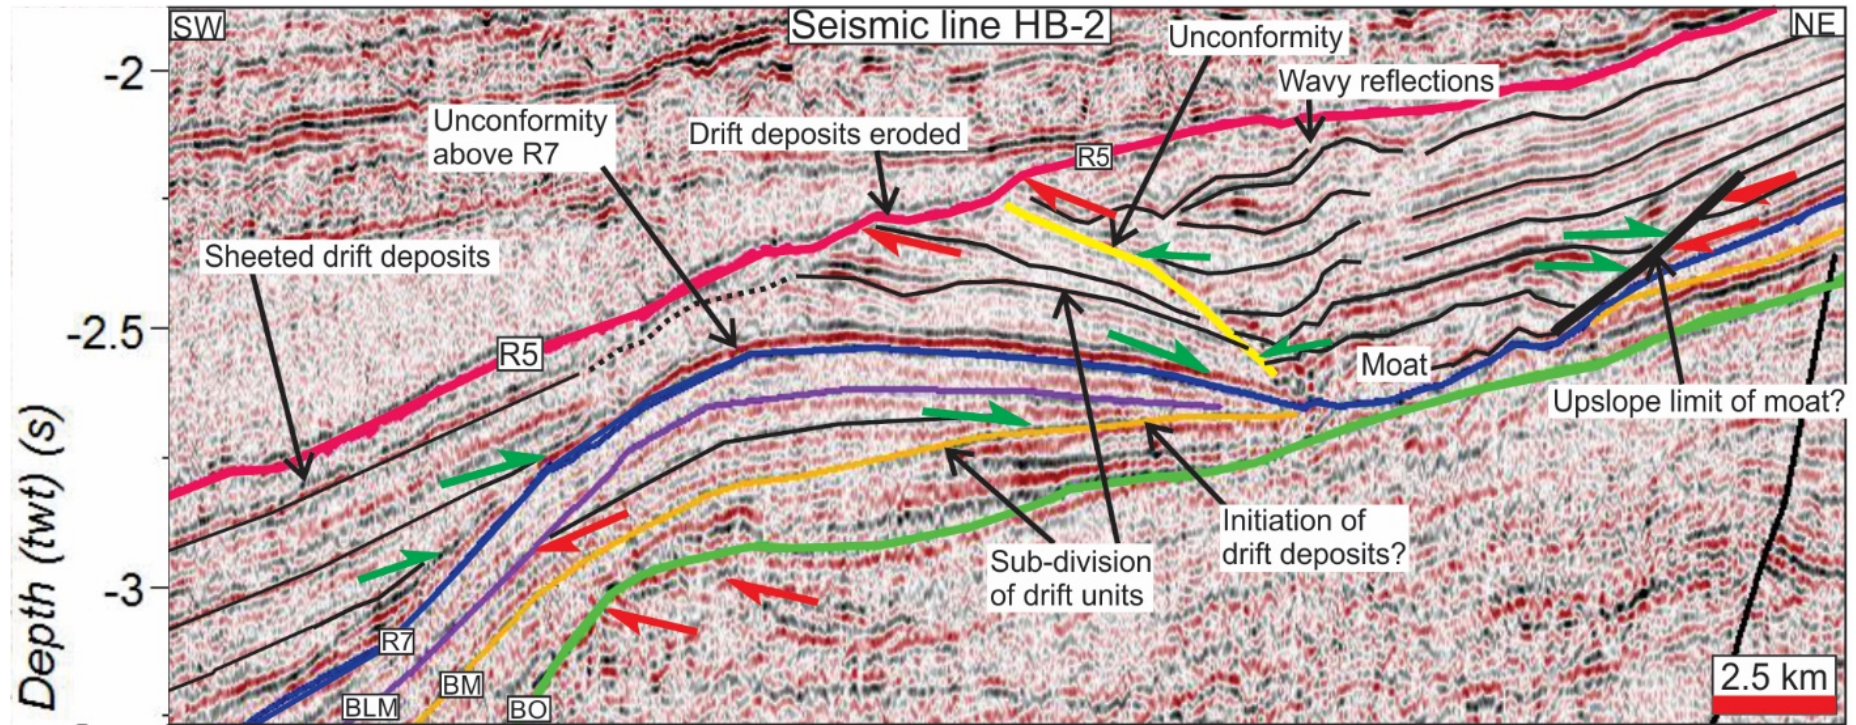 SW
Seismic line HB-2
NE
Unconformity
-2
Wavy reflections
Unconformity
above R7
Drift deposits eroded
R5
Sheeted drift deposits
-2.5
R5
Moat
Upslope limit of moat?
Depth (twt) (s)
Initiation of
drift deposits?
Sub-division
of drift units
-3
R7
BM
BLM
BO
2.5 km